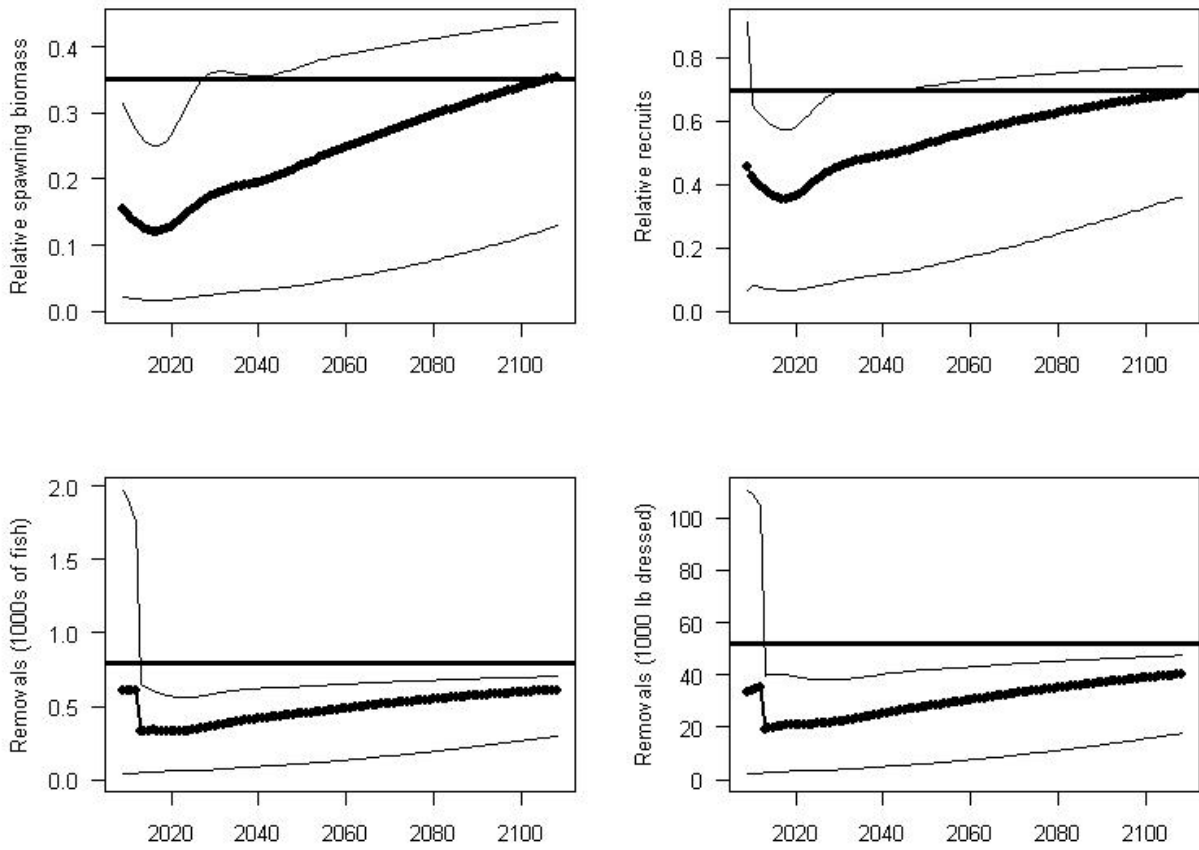 Relative spawning biomass
0.4
0.3
0.2
0.1
0.0
2020 2040 2060 2080 2100
Relative recruits
0.8
0.6
0.4
0.2
0.0
2020 2040 2060 2080 2100
Removals (1000s of fish)
2.0
1.5
1.0
0.5
0.0
2020 2040 2060 2080 2100
Removals (1000 lb dressed)
100
80
60
40
20
0
2020 2040 2060 2080 2100